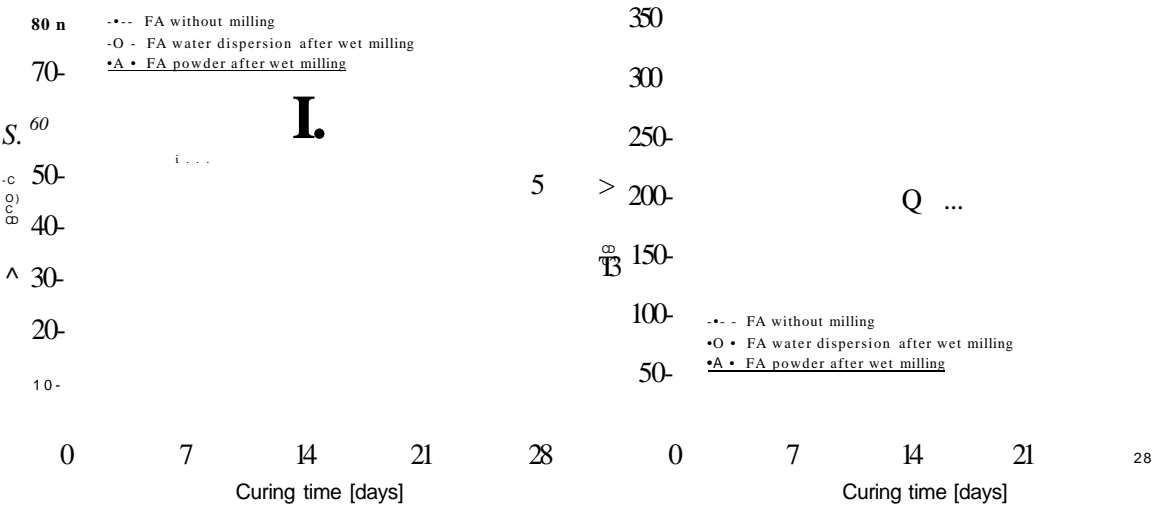 80 n
-•-- FA without milling
-O - FA water dispersion after wet milling
•A • FA powder after wet milling
70-
I.
S. 60
i . . .
-C 50-
O)
C
40-
^ 30-
20-
10-
0 7 14 21 28
Curing time [days]
350
300
250-
5 > 200-
Q ...
150-
T3
100-
-•- - FA without milling
•O • FA water dispersion after wet milling
•A • FA powder after wet milling
50-
0 7 14 21 28
Curing time [days]